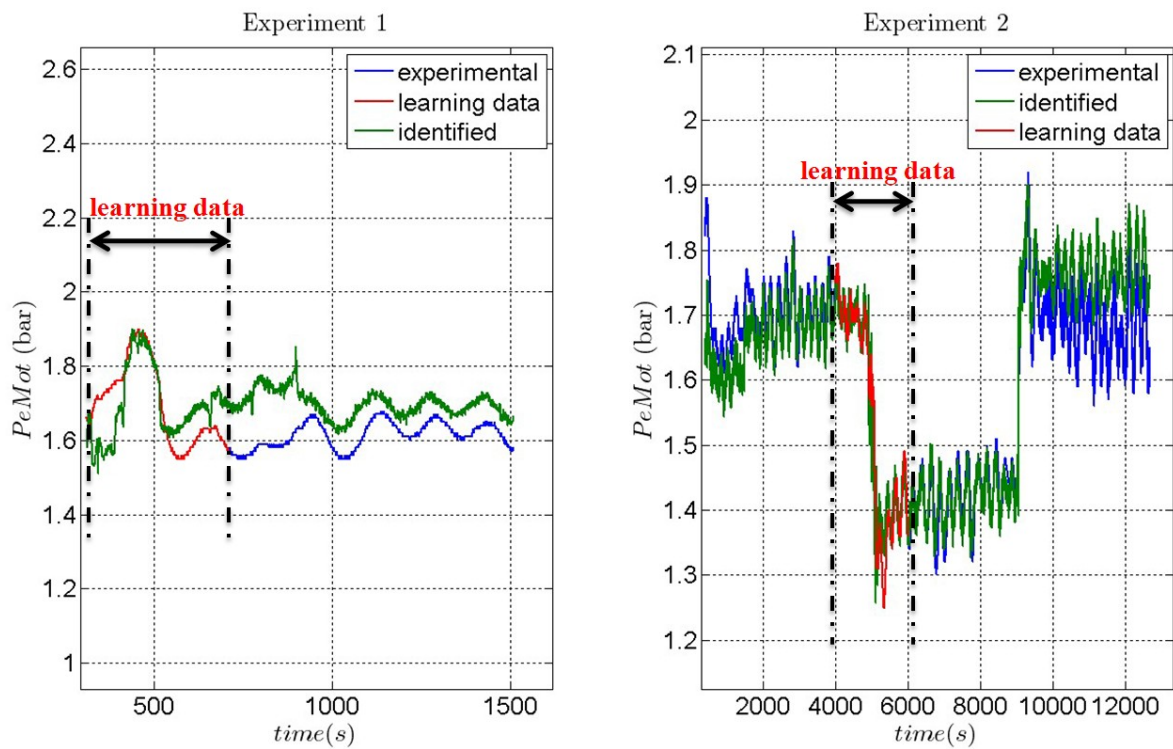 Experiment 1
2.6
2.4
2.2
2
1.8
1.6
1.4
1.2
1
PeMot (bar)
experimental
learning data
identified
learning data
500
1000
1500
time(s)
Experiment 2
2.1
2
1.9
1.8
1.7
1.6
1.5
1.4
1.3
1.2
PeMot (bar)
experimental
identified
learning data
learning data
2000
4000
6000
8000
10000
12000
time(s)